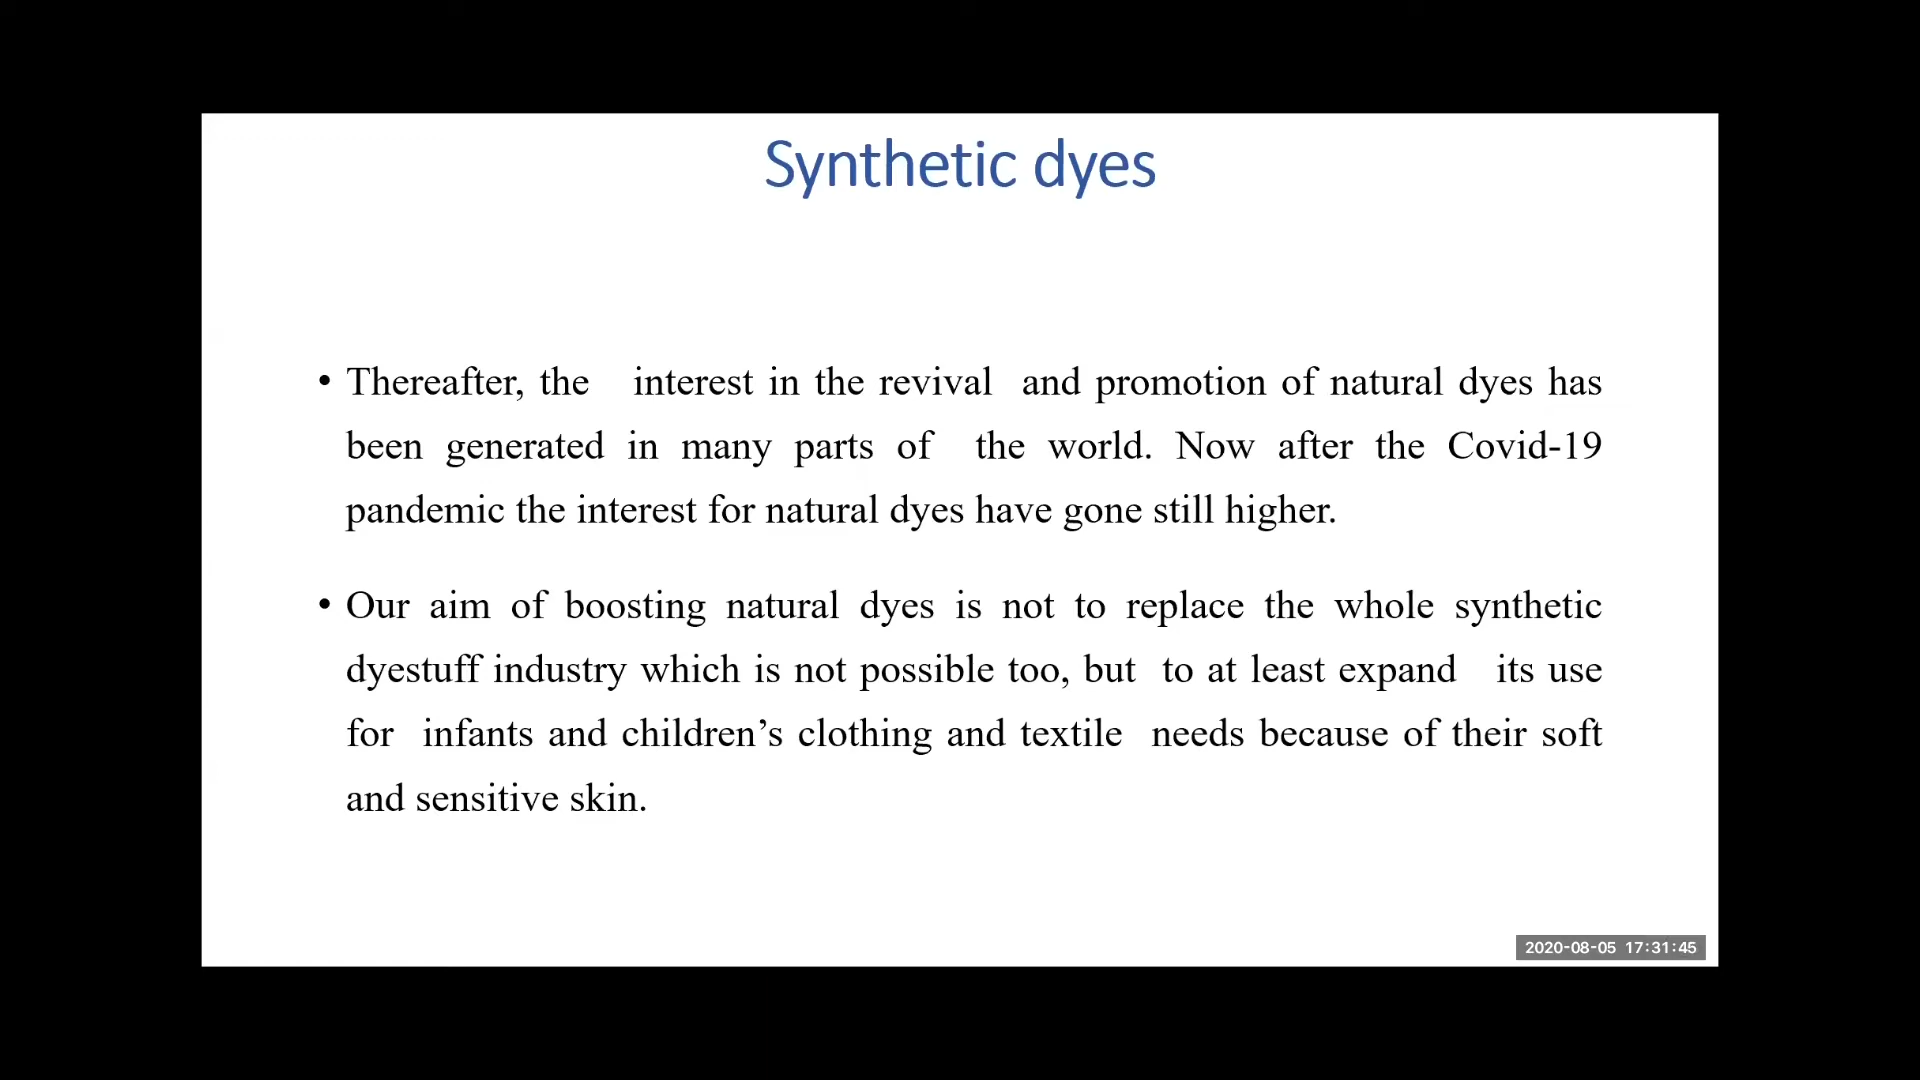 Synthetic dyes
• Thereafter, the interest in the revival and promotion of natural dyes has
been generated in many parts of the world. Now after the Covid-19
pandemic the interest for natural dyes have gone still higher.
• Our aim of boosting natural dyes is not to replace the whole synthetic
dyestuff industry which is not possible too, but to at least expand its use
for infants and children’s clothing and textile needs because of their soft
and sensitive skin.
2020-08-05 17:31:45